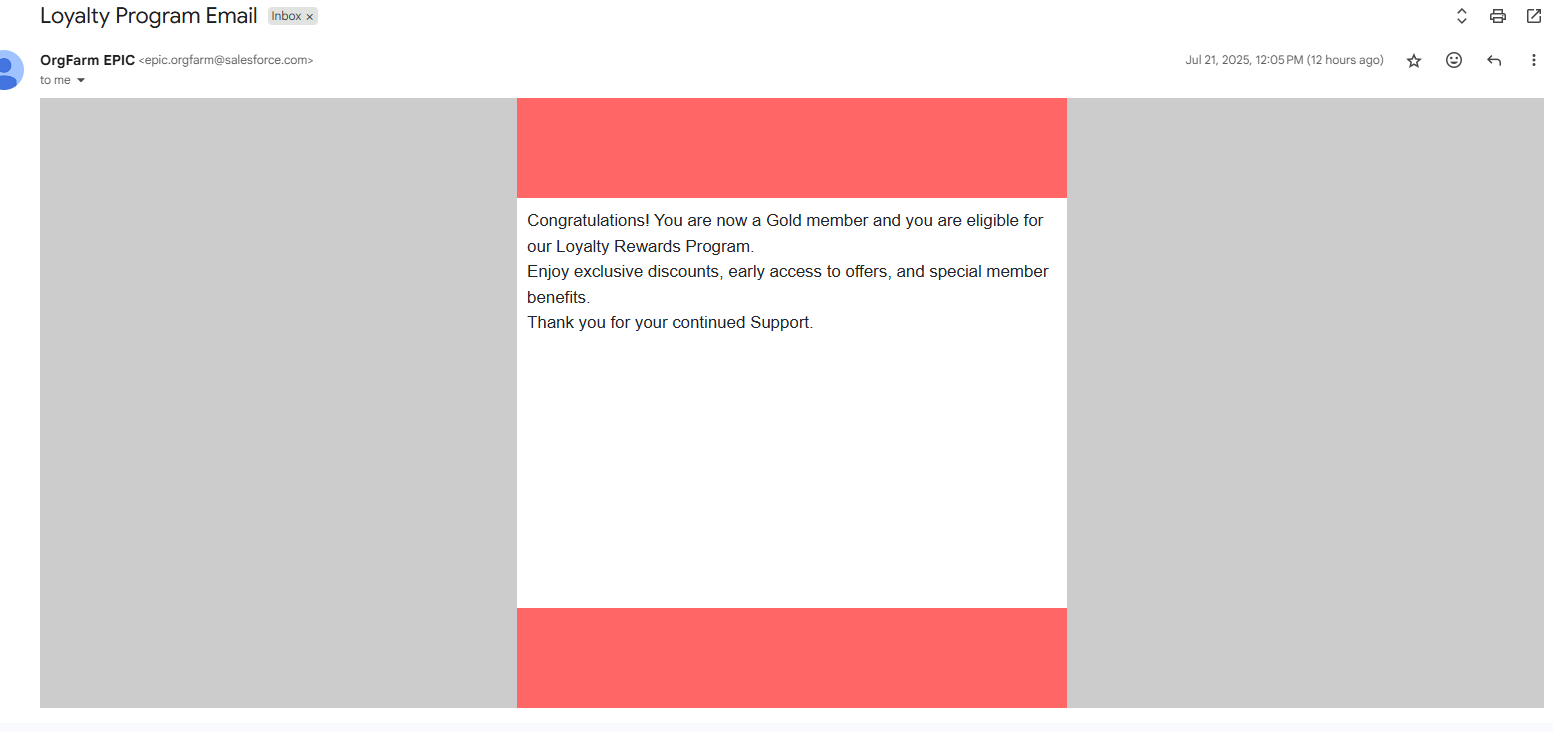 Loyalty Program Email Inbox ×
OrgFarm EPIC <epic.orgfarm@salesforce.com> Jul 21, 2025, 12:05 PM (12 hours ago)
to me
Congratulations! You are now a Gold member and you are eligible for
our Loyalty Rewards Program.
Enjoy exclusive discounts, early access to offers, and special member
benefits.
Thank you for your continued Support.